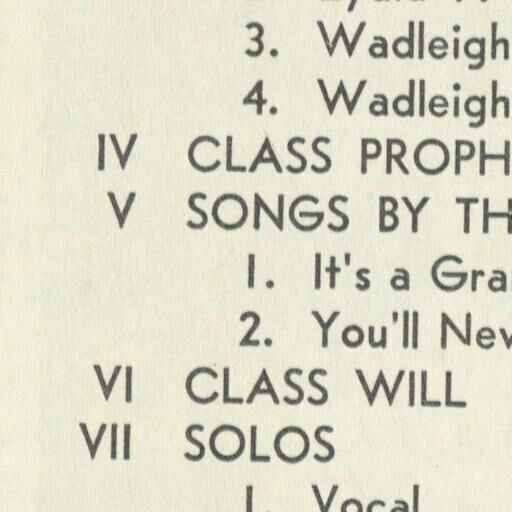 3. Wadleigh
4. Wadleigh
IV CLASS PROPH
V SONGS BY TH
1. It's a Gra
2. You'll Nev
VI CLASS WILL
VII SOLOS
1. Vocal